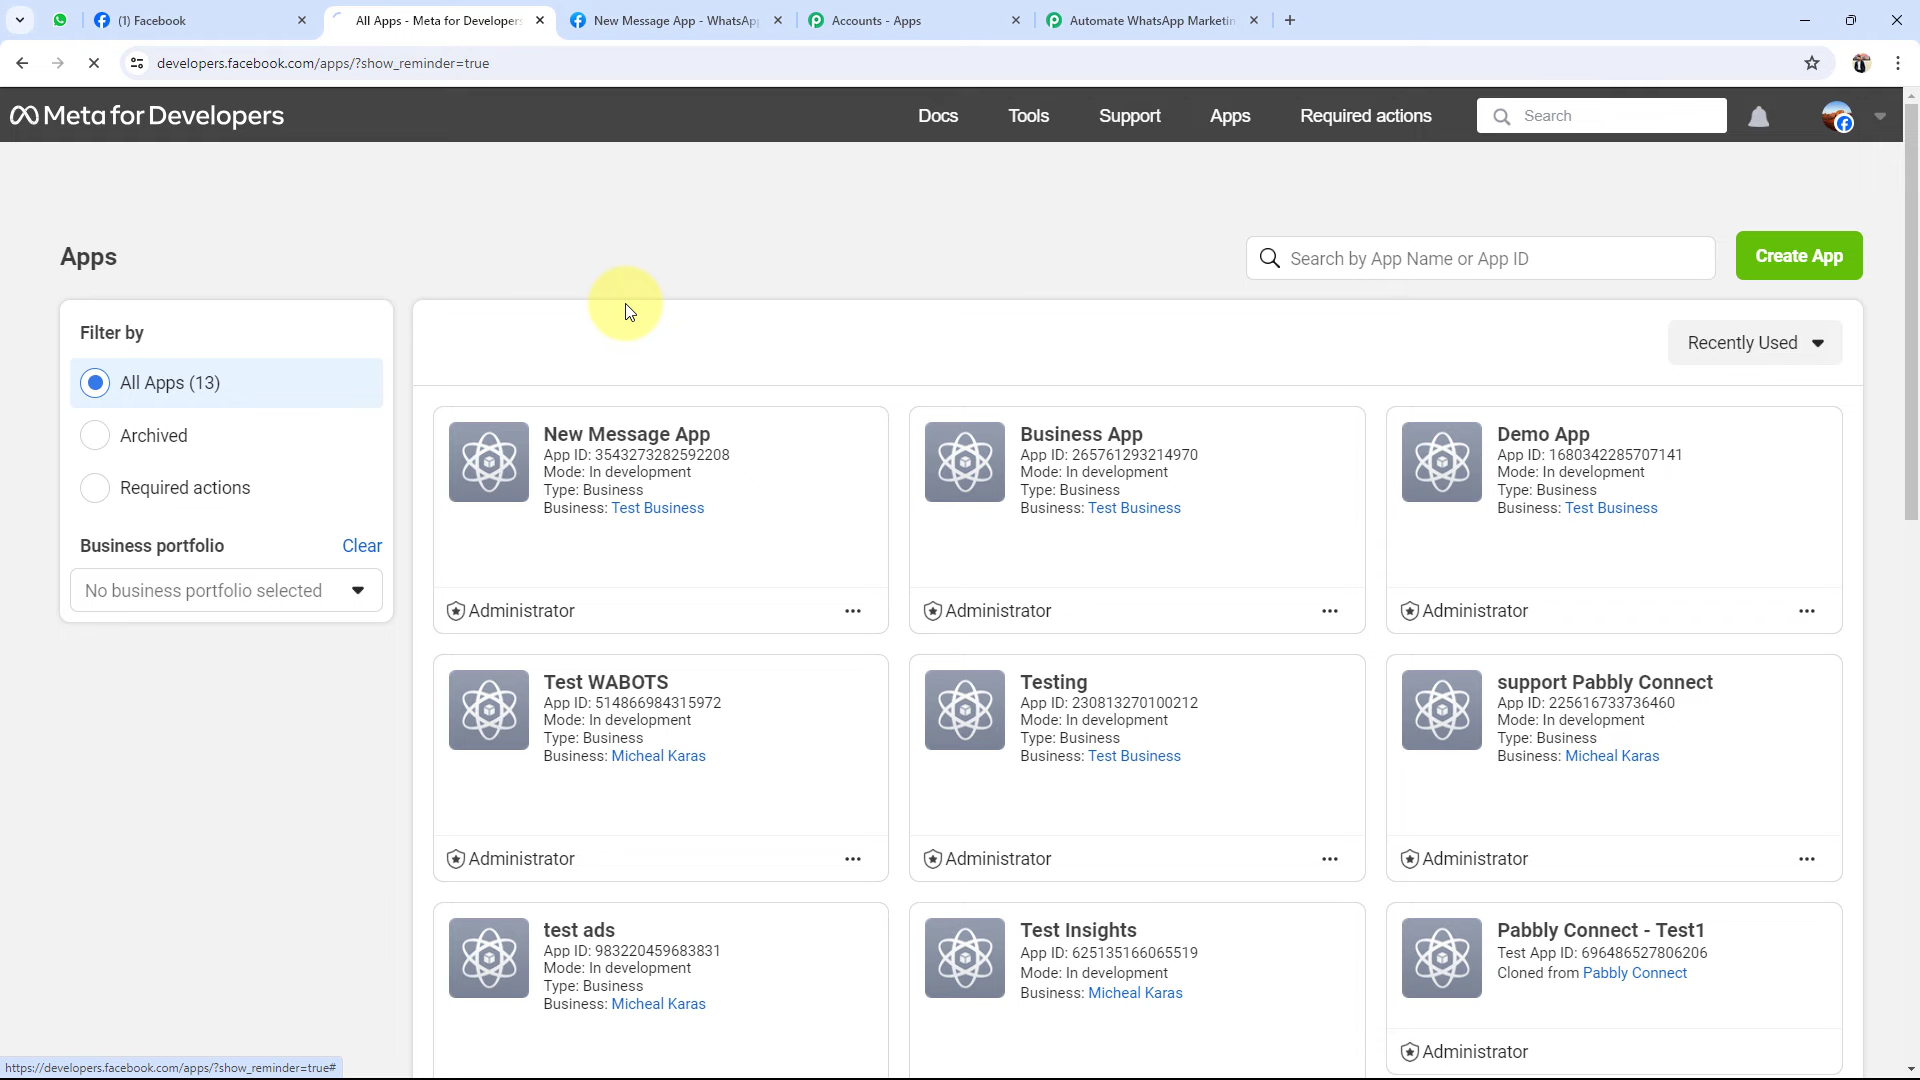 (1) Facebook
All Apps - Meta for Developers
New Message App - WhatsAp
Accounts - Apps
Automate WhatsApp Marketin
developers.facebook.com/apps/?show_reminder=true
Meta for Developers
Docs
Tools
Support
Apps
Required actions
Search
Apps
Search by App Name or App ID
Create App
Filter by
All Apps (13)
Archived
Required actions
Business portfolio
Clear
No business portfolio selected
Recently Used
New Message App
App ID: 3543273282592208
Mode: In development
Type: Business
Business: Test Business
Administrator
Business App
App ID: 265761293214970
Mode: In development
Type: Business
Business: Test Business
Administrator
Demo App
App ID: 1680342285707141
Mode: In development
Type: Business
Business: Test Business
Administrator
Test WABOTS
App ID: 514866984315972
Mode: In development
Type: Business
Business: Micheal Karas
Administrator
Testing
App ID: 230813270100212
Mode: In development
Type: Business
Business: Test Business
Administrator
support Pabbly Connect
App ID: 225616733736460
Mode: In development
Type: Business
Business: Micheal Karas
Administrator
test ads
App ID: 983220459683831
Mode: In development
Type: Business
Business: Micheal Karas
Test Insights
App ID: 625135166065519
Mode: In development
Business: Micheal Karas
Pabbly Connect - Test1
Test App ID: 696486527806206
Cloned from Pabbly Connect
Administrator
https://developers.facebook.com/apps/?show_reminder=true#